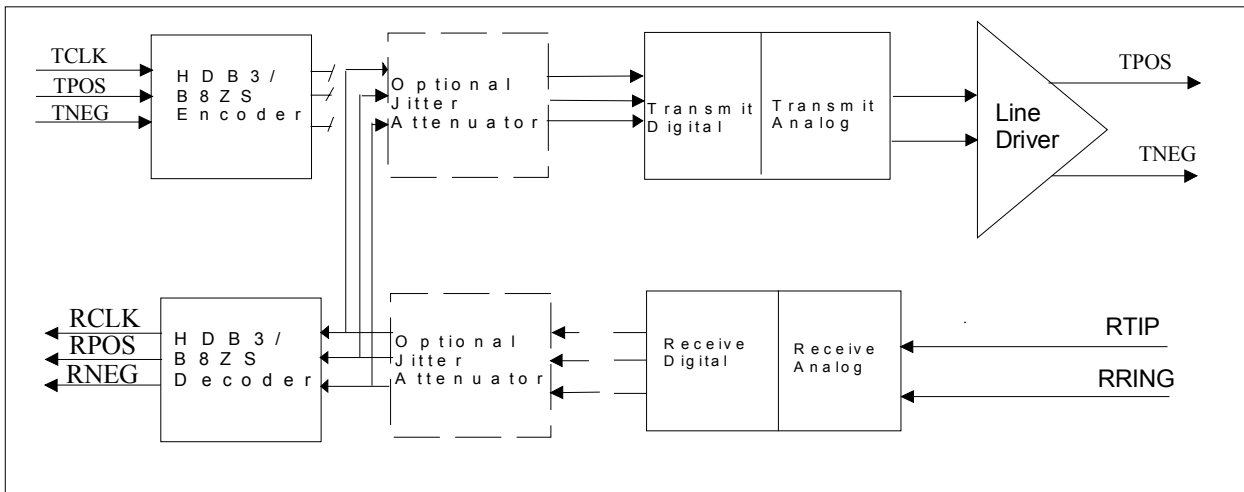 TCLK
TPOS
TNEG
HDB3/
B8ZS
Encoder
Optional
Jitter
Attenuator
Transmit
Digital
Transmit
Analog
Line
Driver
TPOS
TNEG
RCLK
RPOS
RNEG
HDB3/
B8ZS
Decoder
Optional
Jitter
Attenuator
Receive
Digital
Receive
Analog
RTIP
RRING